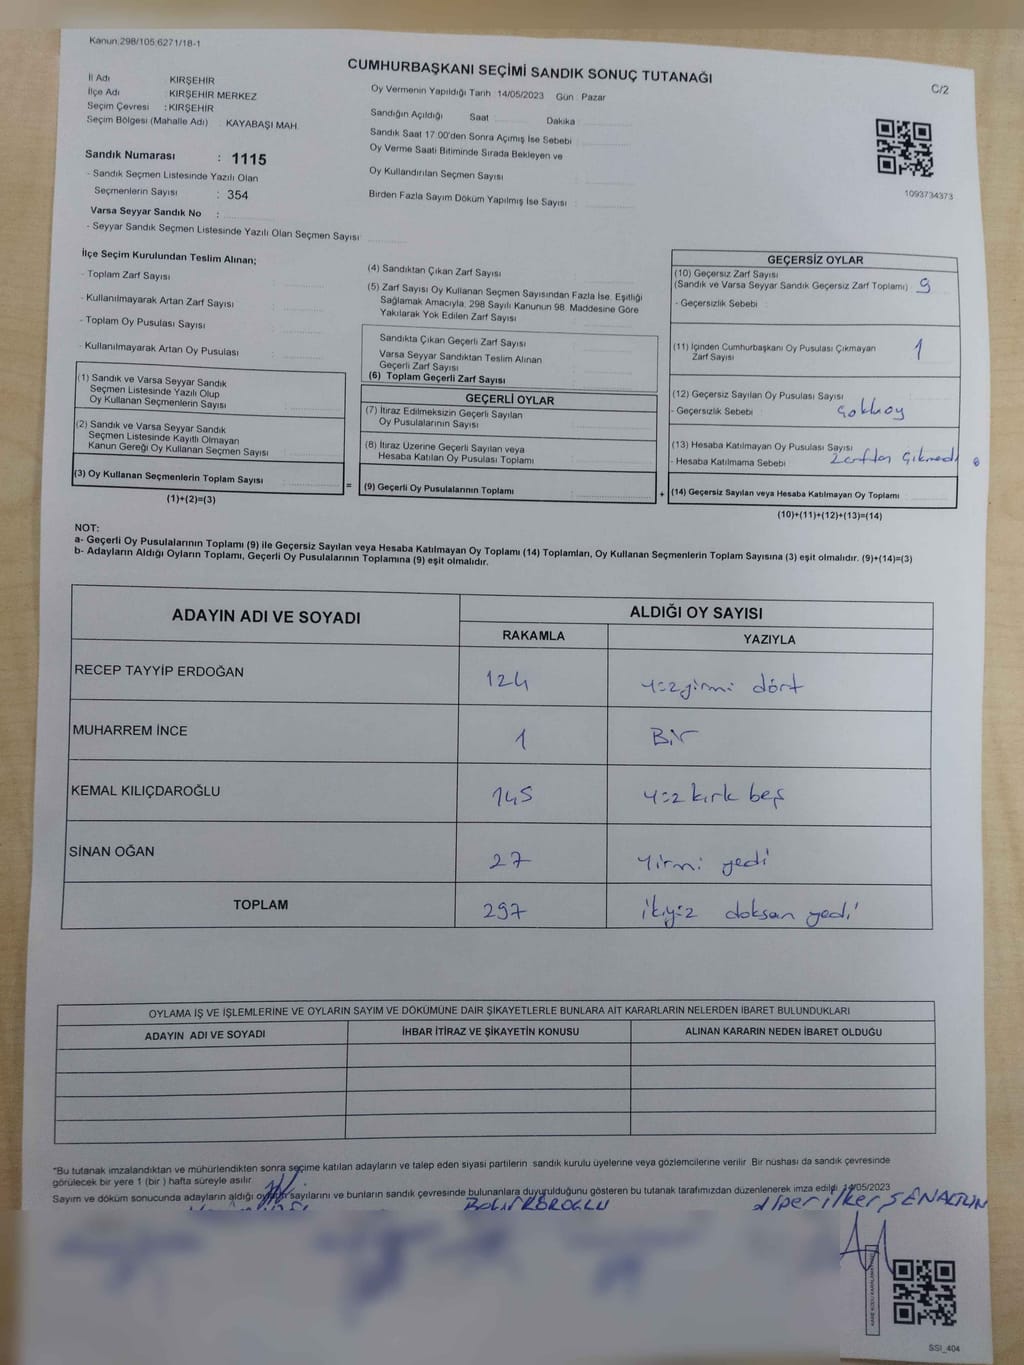 Kanun 298/105,6271/18-1
CUMHURBAŞKANI SEÇİMİ SANDIK SONUÇ TUTANAĞI
C/2
İl Adı KIRŞEHİR
İlçe Adı : KIRŞEHİR MERKEZ
Seçim Çevresi : KIRŞEHİR
Seçim Bölgesi (Mahalle Adı) : KAYABAŞI MAH.
Sandık Numarası : 1115
- Sandık Seçmen Listesinde Yazılı Olan
Seçmenlerin Sayısı : 354
Varsa Seyyar Sandık No :
- Seyyar Sandık Seçmen Listesinde Yazılı Olan Seçmen Sayısı
Oy Vermenin Yapıldığı Tarih :14/05/2023 Gün : Pazar
Sandığın Açıldığı Saat Dakika
Sandık Saat 17:00'den Sonra Açımış İse Sebebi
Oy Verme Saati Bitiminde Sırada Bekleyen ve
Oy Kullandırılan Seçmen Sayısı
Birden Fazla Sayım Döküm Yapılmış İse Sayısı
1093734373
İlçe Seçim Kurulundan Teslim Alınan;
- Toplam Zarf Sayısı
- Kullanılmayarak Artan Zarf Sayısı
- Toplam Oy Pusulası Sayısı
- Kullanılmayarak Artan Oy Pusulası
(1) Sandık ve Varsa Seyyar Sandık
Seçmen Listesinde Yazılı Olup
Oy Kullanan Seçmenlerin Sayısı
(2) Sandık ve Varsa Seyyar Sandık
Seçmen Listesinde Kayıtlı Olmayan
Kanun Gereği Oy Kullanan Seçmen Sayısı
(3) Oy Kullanan Seçmenlerin Toplam Sayısı
(1)+(2)=(3)
=
(4) Sandıktan Çıkan Zarf Sayısı
(5) Zarf Sayısı Oy Kullanan Seçmen Sayısından Fazla İse, Eşitliği
Sağlamak Amacıyla, 298 Sayılı Kanunun 98. Maddesine Göre
Yakılarak Yok Edilen Zarf Sayısı
Sandıkta Çıkan Geçerli Zarf Sayısı
Varsa Seyyar Sandıktan Teslim Alınan
Geçerli Zarf Sayısı
(6) Toplam Geçerli Zarf Sayısı
GEÇERLİ OYLAR
(7) İtiraz Edilmeksizin Geçerli Sayılan
Oy Pusulalarının Sayısı
(8) İtiraz Üzerine Geçerli Sayılan veya
Hesaba Katılan Oy Pusulası Toplamı
(9) Geçerli Oy Pusulalarının Toplamı
+
GEÇERSİZ OYLAR
(10) Geçersiz Zarf Sayısı
(Sandık ve Varsa Seyyar Sandık Geçersiz Zarf Toplamı) 9
- Geçersizlik Sebebi
(11) İçinden Cumhurbaşkanı Oy Pusulası Çıkmayan 1
Zarf Sayısı
(12) Geçersiz Sayılan Oy Pusulası Sayısı
- Geçersizlik Sebebi
(13) Hesaba Katılmayan Oy Pusulası Sayısı
- Hesaba Katılmama Sebebi Zarftan Çıkmadı
(14) Geçersiz Sayılan veya Hesaba Katılmayan Oy Toplamı
(10)+(11)+(12)+(13)=(14)
NOT:
a- Geçerli Oy Pusulalarının Toplamı (9) ile Geçersiz Sayılan veya Hesaba Katılmayan Oy Toplamı (14) Toplamları, Oy Kullanan Seçmenlerin Toplam Sayısına (3) eşit olmalıdır. (9)+(14)=(3)
b- Adayların Aldığı Oyların Toplamı, Geçerli Oy Pusulalarının Toplamına (9) eşit olmalıdır.
ADAYIN ADI VE SOYADI ALDIĞI OY SAYISI
RAKAMLA YAZIYLA
RECEP TAYYİP ERDOĞAN 124 yüzyirmi dört
MUHARREM İNCE 1 Bir
KEMAL KILIÇDAROĞLU 145 yüz kırk beş
SİNAN OĞAN 27 yirmi yedi
TOPLAM 297 ikiyüz doksan yedi
OYLAMA İŞ VE İŞLEMLERİNE VE OYLARIN SAYIM VE DÖKÜMÜNE DAİR ŞİKAYETLERLE BUNLARA AİT KARARLARIN NELERDEN İBARET BULUNDUKLARI
ADAYIN ADI VE SOYADI İHBAR İTİRAZ VE ŞİKAYETİN KONUSU ALINAN KARARIN NEDEN İBARET OLDUĞU
*Bu tutanak imzalandıktan ve mühürlendikten sonra seçime katılan adayların ve talep eden siyasi partilerin sandık kurulu üyelerine veya gözlemcilerine verilir. Bir nüshası da sandık çevresinde
görülecek bir yere 1 (bir ) hafta süreyle asılır.
Sayım ve döküm sonucunda adayların aldığı oyların sayılarını ve bunların sandık çevresinde bulunanlara duyurulduğunu gösteren bu tutanak tarafımızdan düzenlenerek imza edildi. 14/05/2023
SSI_404